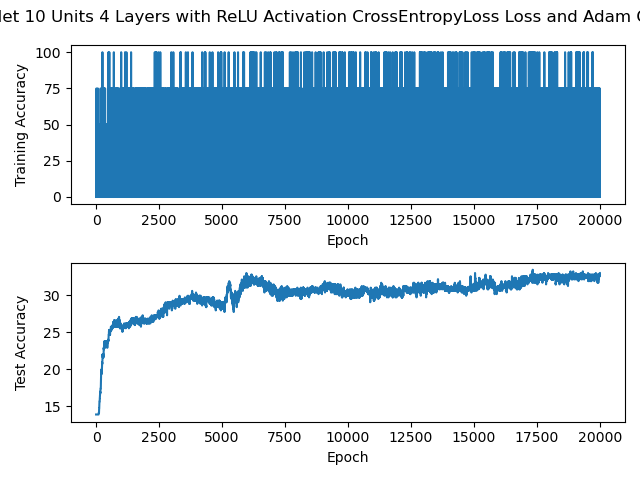 let 10 Units 4 Layers with ReLU Activation CrossEntropyLoss Loss and Adam
100
75
50
25
0
Training Accuracy
0 2500 5000 7500 10000 12500 15000 17500 20000
Epoch
30
25
20
15
Test Accuracy
0 2500 5000 7500 10000 12500 15000 17500 20000
Epoch